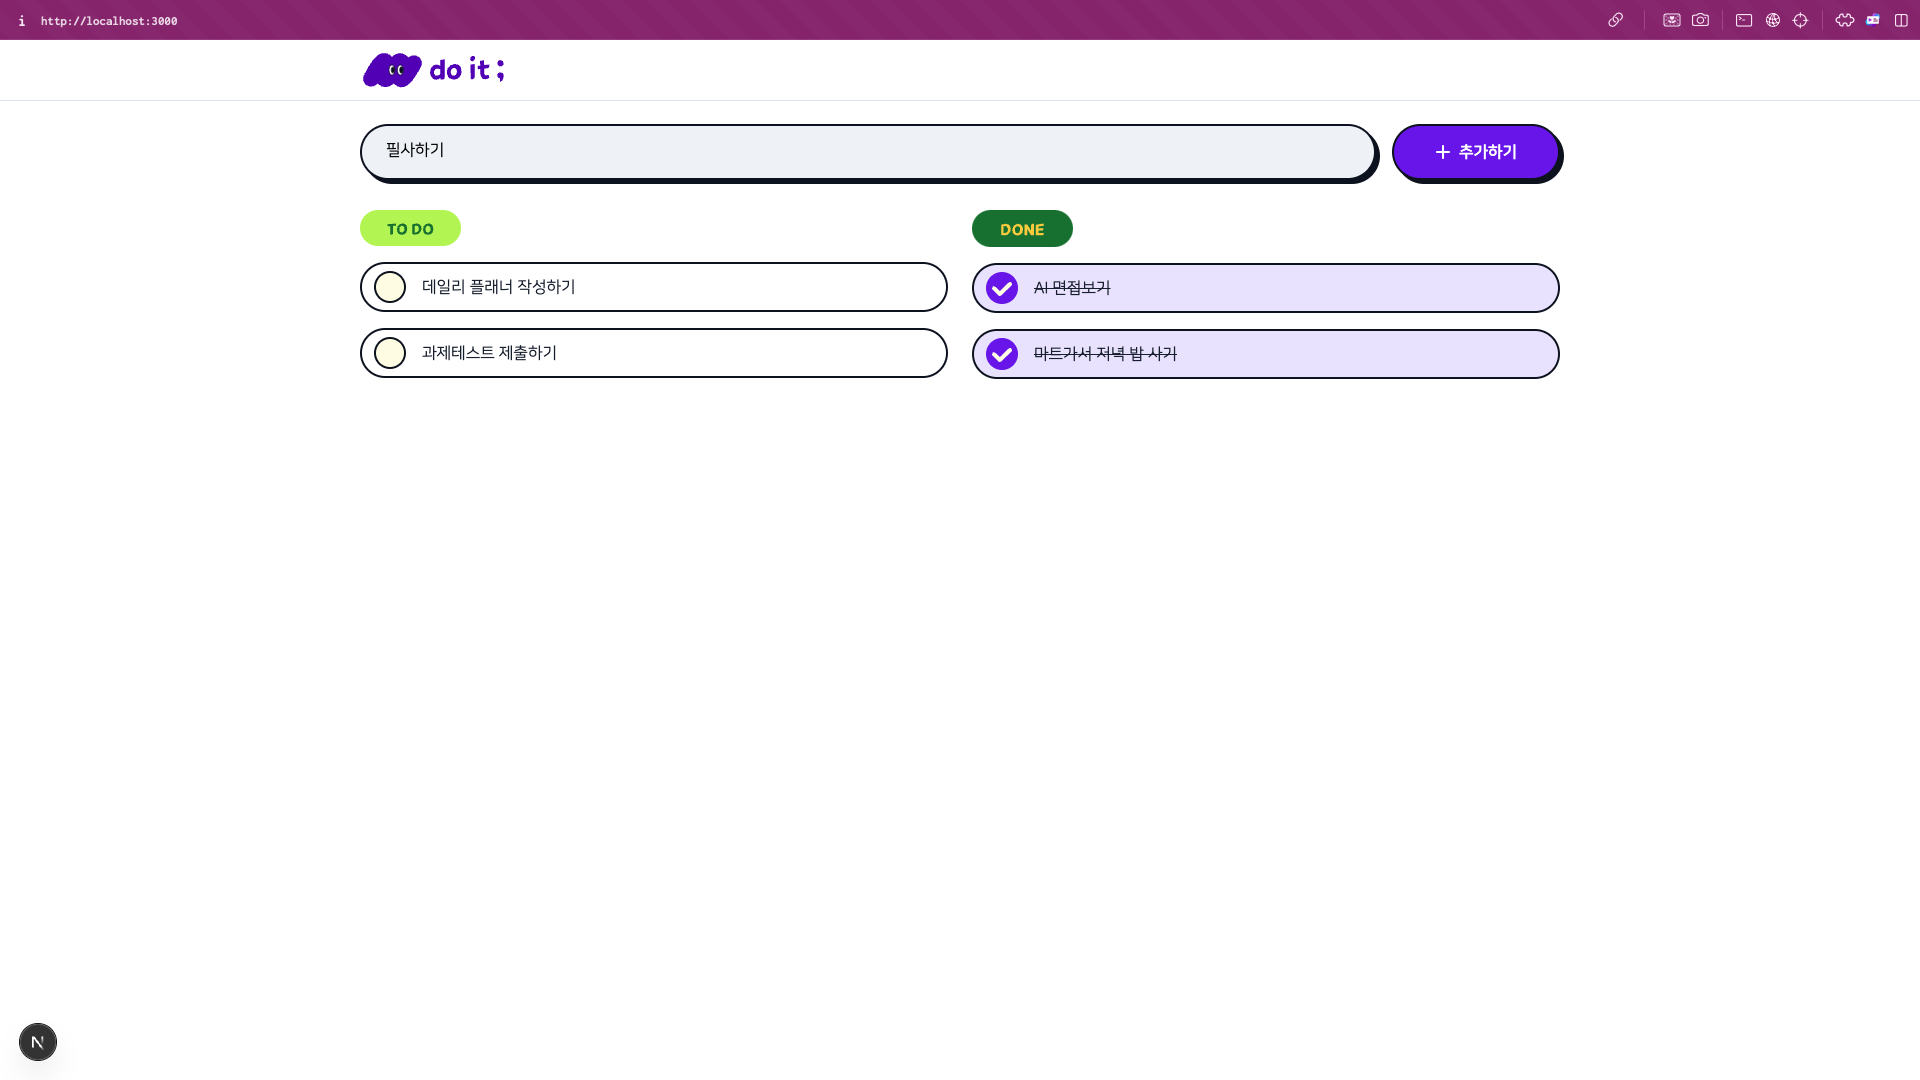 http://localhost:3000
do it ;
필사하기
추가하기
TO DO
데일리 플래너 작성하기
과제테스트 제출하기
DONE
AI 면접보기
마트가서 저녁 밥 사기
N